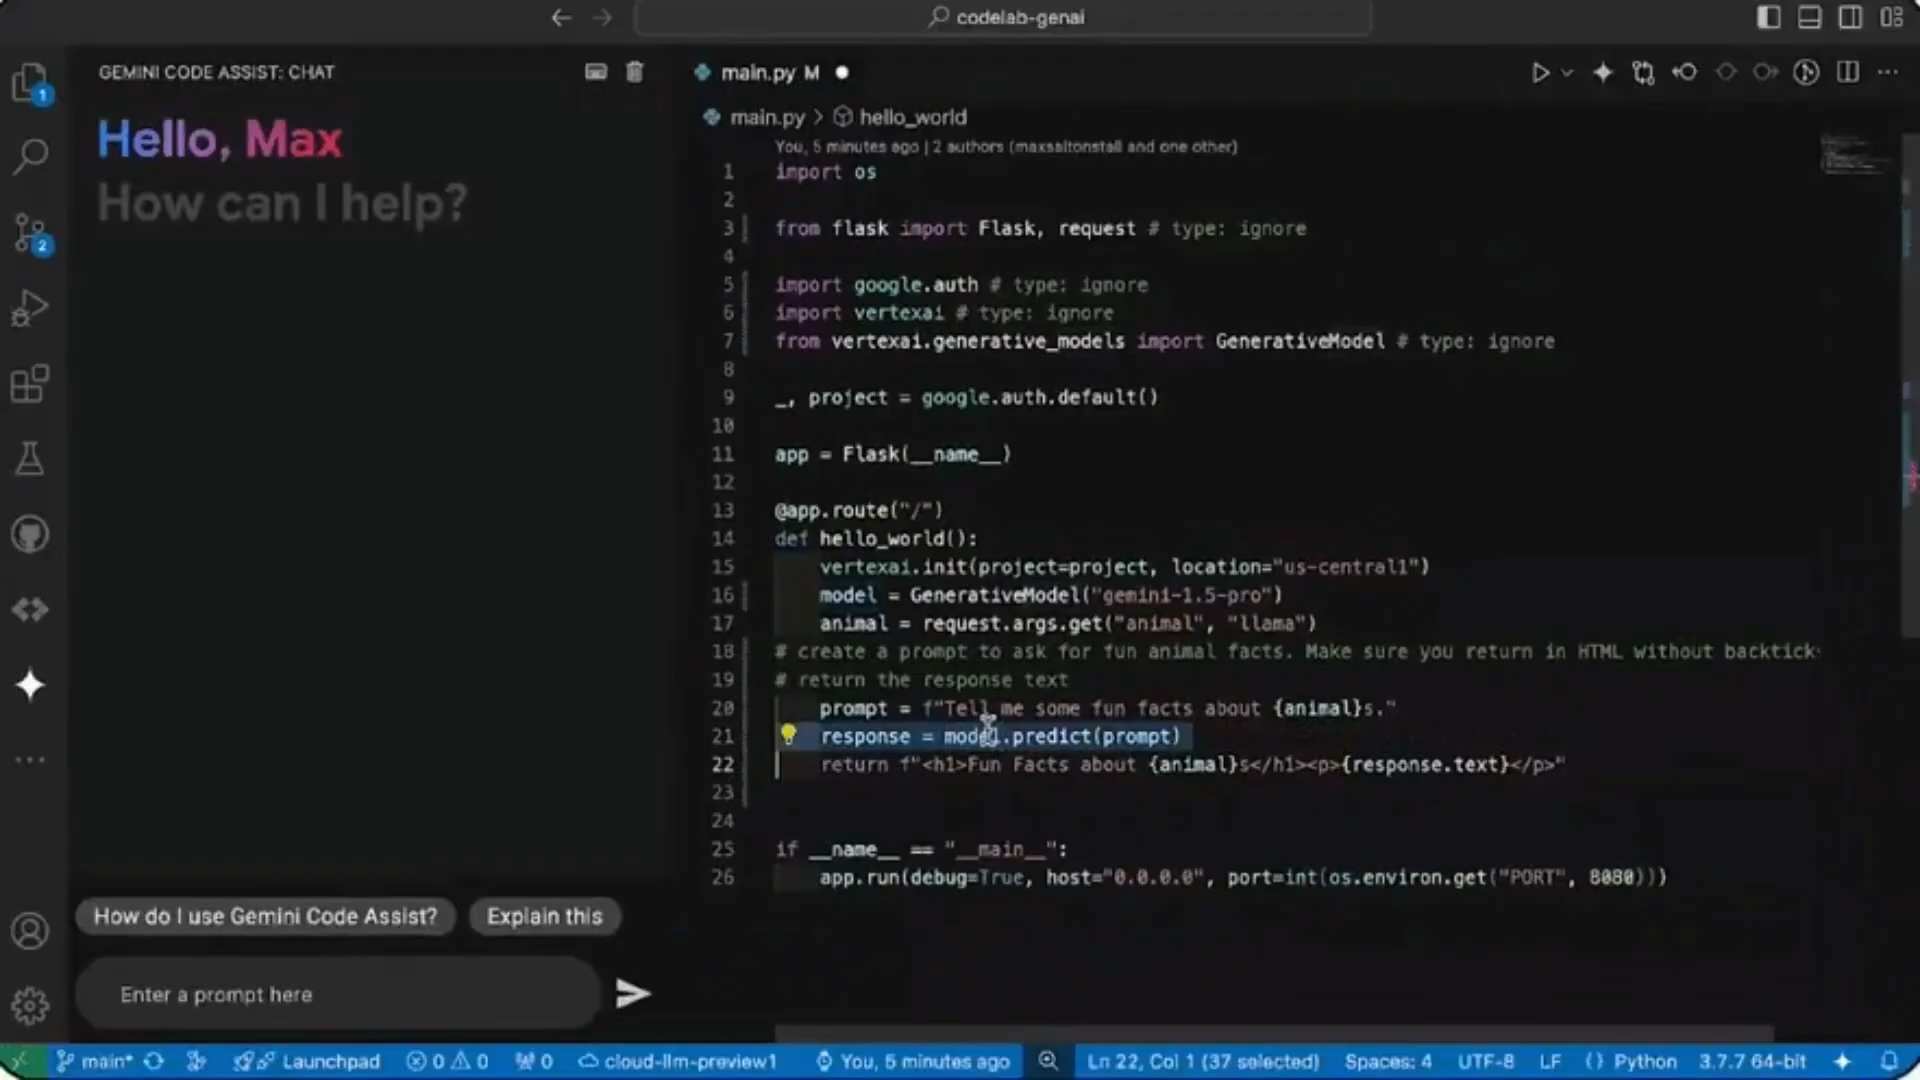 codelab-genai
GEMINI CODE ASSIST: CHAT
Hello, Max
How can I help?
1
2
How do I use Gemini Code Assist?
Explain this
Enter a prompt here
main.py M
main.py > hello_world
You, 5 minutes ago | 2 authors (maxsaltonstall and one other)
1 import os
2
3 from flask import Flask, request # type: ignore
4
5 import google.auth # type: ignore
6 import vertexai # type: ignore
7 from vertexai.generative_models import GenerativeModel # type: ignore
8
9 _, project = google.auth.default()
10
11 app = Flask(__name__)
12
13 @app.route("/")
14 def hello_world():
15 vertexai.init(project=project, location="us-central1")
16 model = GenerativeModel("gemini-1.5-pro")
17 animal = request.args.get("animal", "llama")
18 # create a prompt to ask for fun animal facts. Make sure you return in HTML without backtick
19 # return the response text
20 prompt = f"Tell me some fun facts about {animal}s."
21 response = model.predict(prompt)
22 return f"<h1>Fun Facts about {animal}s</h1><p>{response.text}</p>"
23
24
25 if __name__ == "__main__":
26 app.run(debug=True, host="0.0.0.0", port=int(os.environ.get("PORT", 8080)))
main* Launchpad 0 0 0 cloud-llm-preview1 You, 5 minutes ago Ln 22, Col 1 (37 selected) Spaces: 4 UTF-8 LF {} Python 3.7.7 64-bit